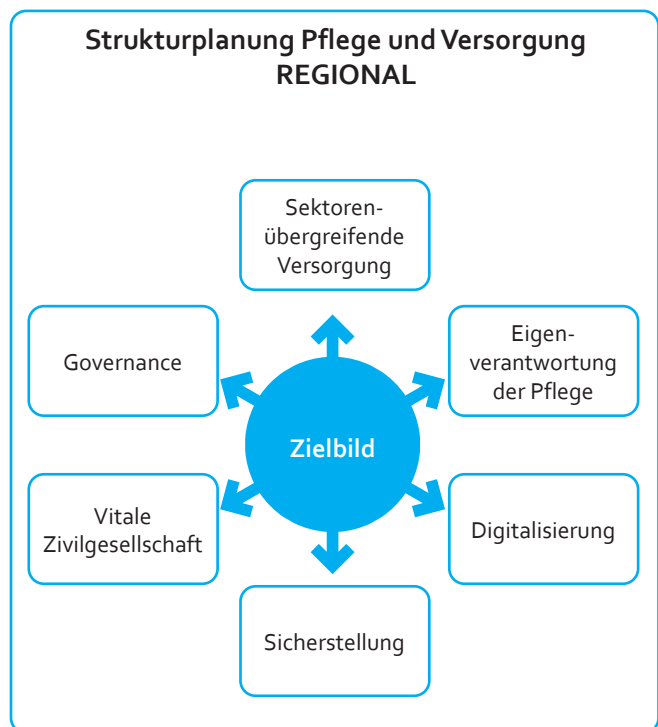 Strukturplanung Pflege und Versorgung
REGIONAL
Sektoren-
übergreifende
Versorgung
Governance
Eigen-
verantwortung
der Pflege
Zielbild
Vitale
Zivilgesellschaft
Digitalisierung
Sicherstellung